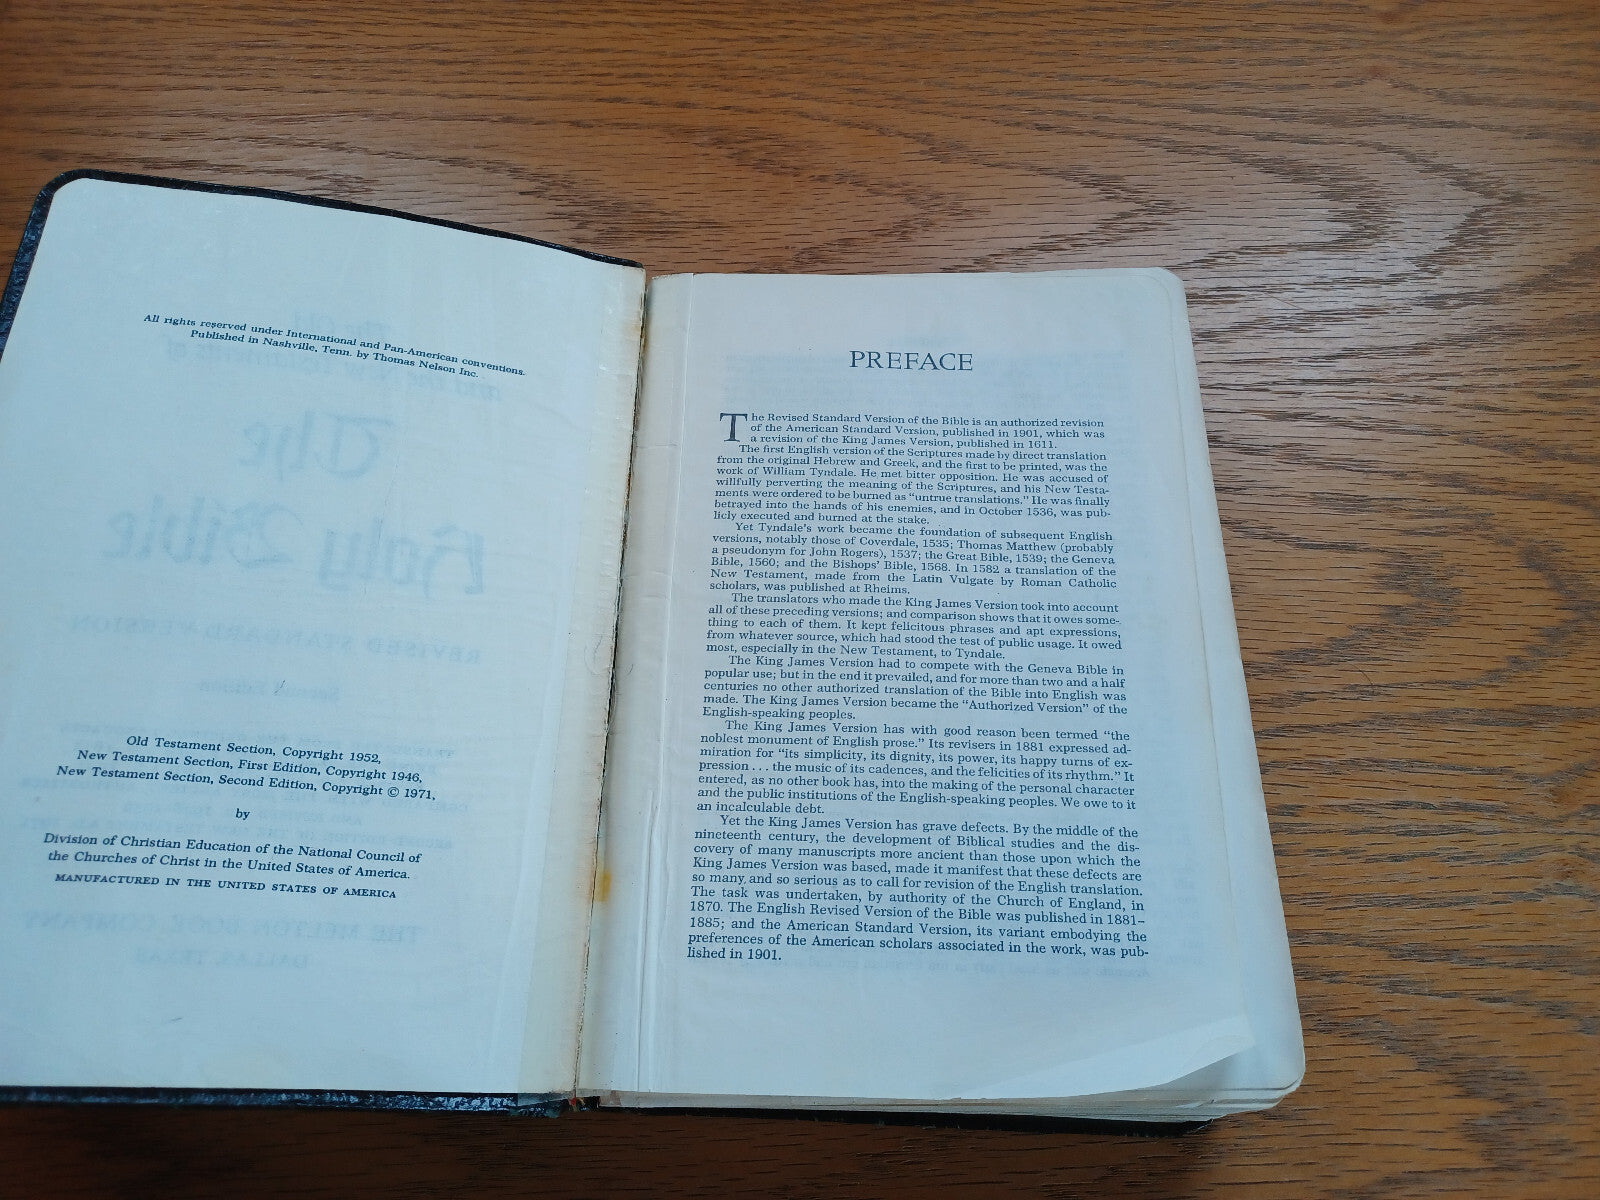 All rights reserved under International and Pan-American conventions.
Published in Nashville, Tenn. by Thomas Nelson Inc.
The
Holy Bible
REVISED STANDARD VERSION
Second Edition
Old Testament Section, Copyright 1952,
New Testament Section, First Edition, Copyright 1946,
New Testament Section, Second Edition, Copyright © 1971,
by
Division of Christian Education of the National Council of
the Churches of Christ in the United States of America.
MANUFACTURED IN THE UNITED STATES OF AMERICA
THE MELTON BOOK COMPANY
DALLAS, TEXAS
PREFACE
The Revised Standard Version of the Bible is an authorized revision
of the American Standard Version, published in 1901, which was
a revision of the King James Version, published in 1611.
The first English version of the Scriptures made by direct translation
from the original Hebrew and Greek, and the first to be printed, was the
work of William Tyndale. He met bitter opposition. He was accused of
willfully perverting the meaning of the Scriptures, and his New Testa-
ments were ordered to be burned as "untrue translations." He was finally
betrayed into the hands of his enemies, and in October 1536, was pub-
licly executed and burned at the stake.
Yet Tyndale's work became the foundation of subsequent English
versions, notably those of Coverdale, 1535; Thomas Matthew (probably
a pseudonym for John Rogers), 1537; the Great Bible, 1539; the Geneva
Bible, 1560; and the Bishops' Bible, 1568. In 1582 a translation of the
New Testament, made from the Latin Vulgate by Roman Catholic
scholars, was published at Rheims.
The translators who made the King James Version took into account
all of these preceding versions; and comparison shows that it owes some-
thing to each of them. It kept felicitous phrases and apt expressions,
from whatever source, which had stood the test of public usage. It owed
most, especially in the New Testament, to Tyndale.
The King James Version had to compete with the Geneva Bible in
popular use; but in the end it prevailed, and for more than two and a half
centuries no other authorized translation of the Bible into English was
made. The King James Version became the "Authorized Version" of the
English-speaking peoples.
The King James Version has with good reason been termed "the
noblest monument of English prose." Its revisers in 1881 expressed ad-
miration for "its simplicity, its dignity, its power, its happy turns of ex-
pression . . . the music of its cadences, and the felicities of its rhythm." It
entered, as no other book has, into the making of the personal character
and the public institutions of the English-speaking peoples. We owe to it
an incalculable debt.
Yet the King James Version has grave defects. By the middle of the
nineteenth century, the development of Biblical studies and the dis-
covery of many manuscripts more ancient than those upon which the
King James Version was based, made it manifest that these defects are
so many and so serious as to call for revision of the English translation.
The task was undertaken, by authority of the Church of England, in
1870. The English Revised Version of the Bible was published in 1881–
1885; and the American Standard Version, its variant embodying the
preferences of the American scholars associated in the work, was pub-
lished in 1901.